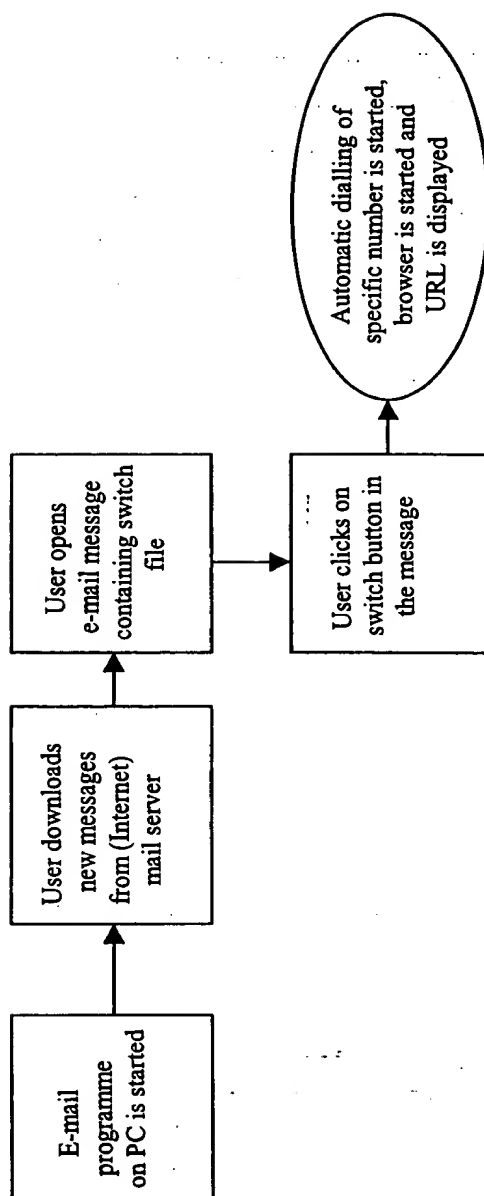 E-mail
programme
on PC is started
User downloads
new messages
from (Internet)
mail server
User opens
e-mail message
containing switch
file
User clicks on
switch button in
the message
Automatic dialling of
specific number is started,
browser is started and
URL is displayed